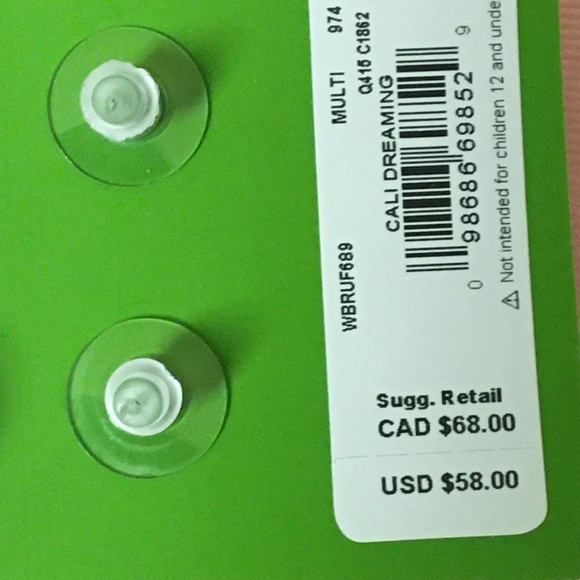 MULTI 974
Q415 C1862
CALI DREAMING
WBRUF689
0 98686 69852 9
Not intended for children 12 and unde
Sugg. Retail
CAD $68.00
USD $58.00